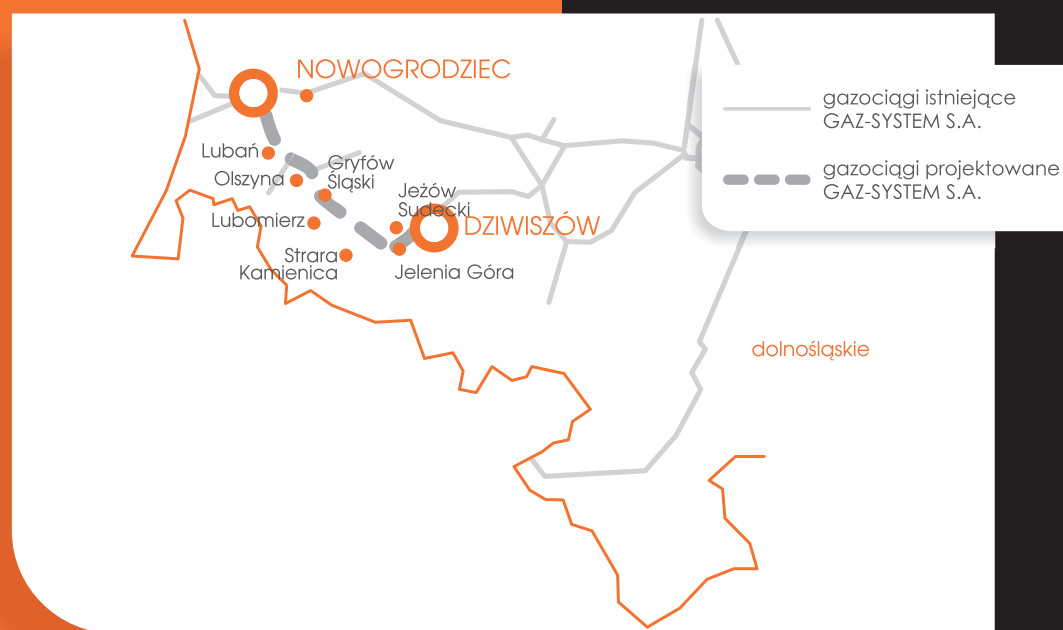 NOWOGRODZIEC
gazociągi istniejące
GAZ-SYSTEM S.A.
gazociągi projektowane
GAZ-SYSTEM S.A.
Lubań
Olszyna
Gryfów
Śląski
Jeżów
Sudecki
Lubomierz
DZIWISZÓW
Strara
Kamienica
Jelenia Góra
dolnośląskie